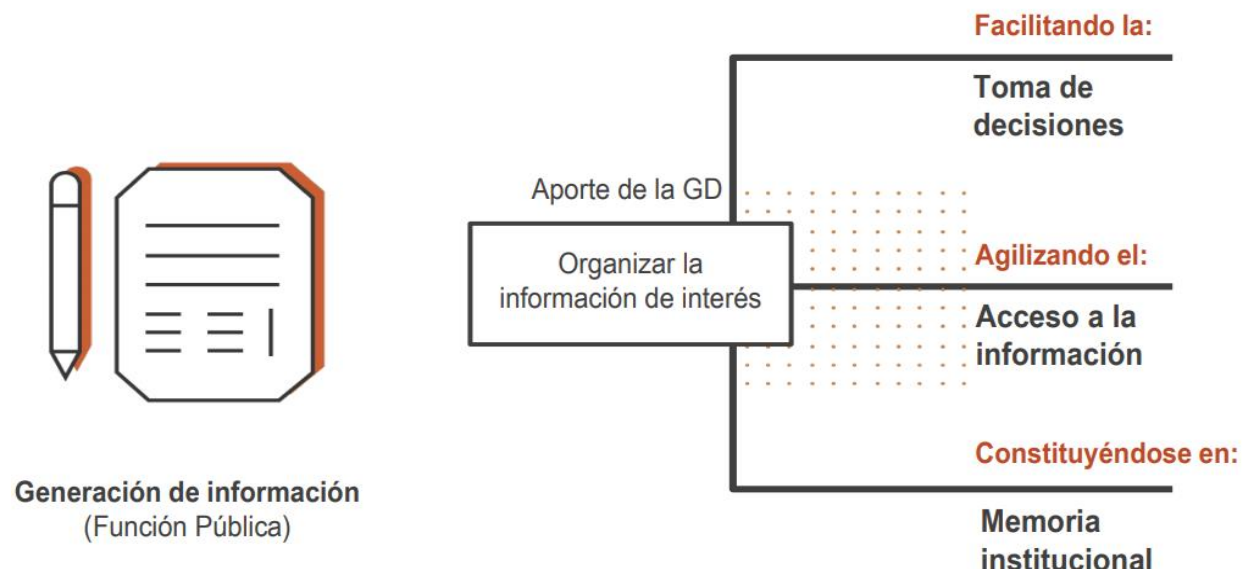 Generación de información
(Función Pública)
Aporte de la GD
Organizar la
información de interés
Facilitando la:
Toma de
decisiones
Agilizando el:
Acceso a la
información
Constituyéndose en:
Memoria
institucional